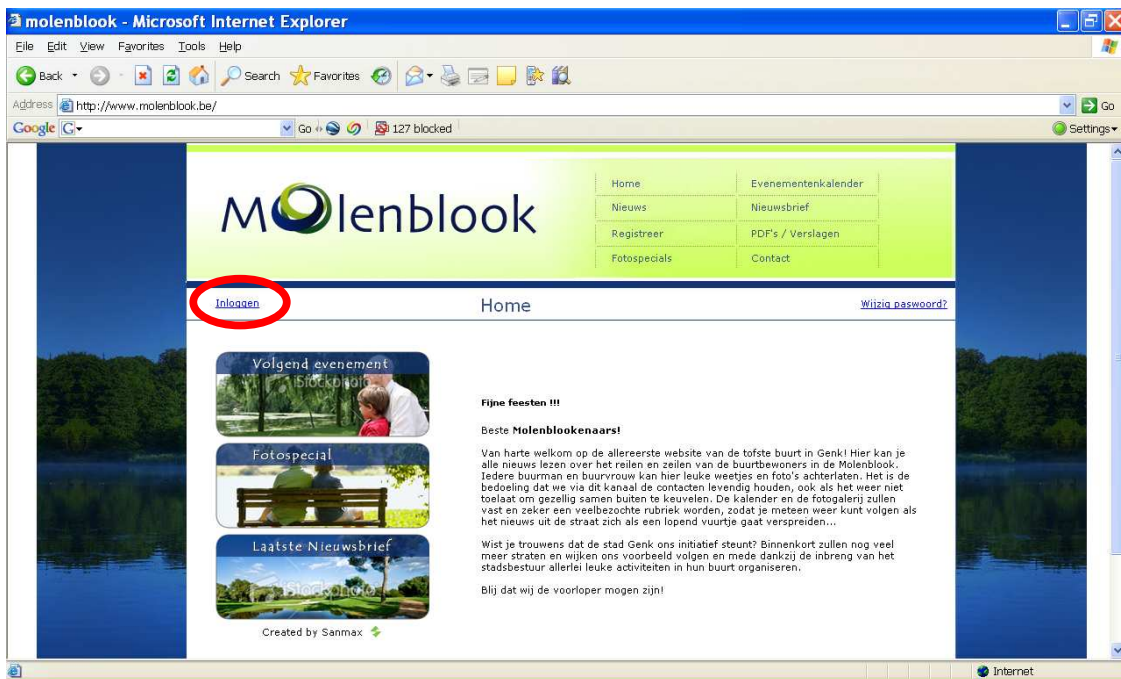 molenblook - Microsoft Internet Explorer
File Edit View Favorites Tools Help
Back Search Favorites
Address http://www.molenblook.be/ Go
Google G Go 127 blocked Settings
Molenblook
Home Evenementenkalender
Nieuws Nieuwsbrief
Registreer PDF's / Verslagen
Fotospecials Contact
Inloggen Home Wijzig paswoord?
Volgend evenement
iStockphoto
Fotospecial
Laatste Nieuwsbrief
iStockphoto
Created by Sanmax
Fijne feesten !!!
Beste Molenblookenaars!
Van harte welkom op de allereerste website van de tofste buurt in Genk! Hier kan je
alle nieuws lezen over het reilen en zeilen van de buurtbewoners in de Molenblook.
Iedere buurman en buurvrouw kan hier leuke weetjes en foto's achterlaten. Het is de
bedoeling dat we via dit kanaal de contacten levendig houden, ook als het weer niet
toelaat om gezellig samen buiten te keuvelen. De kalender en de fotogalerij zullen
vast en zeker een veelbezochte rubriek worden, zodat je meteen weer kunt volgen als
het nieuws uit de straat zich als een lopend vuurtje gaat verspreiden...
Wist je trouwens dat de stad Genk ons initiatief steunt? Binnenkort zullen nog veel
meer straten en wijken ons voorbeeld volgen en mede dankzij de inbreng van het
stadsbestuur allerlei leuke activiteiten in hun buurt organiseren.
Blij dat wij de voorloper mogen zijn!
Internet